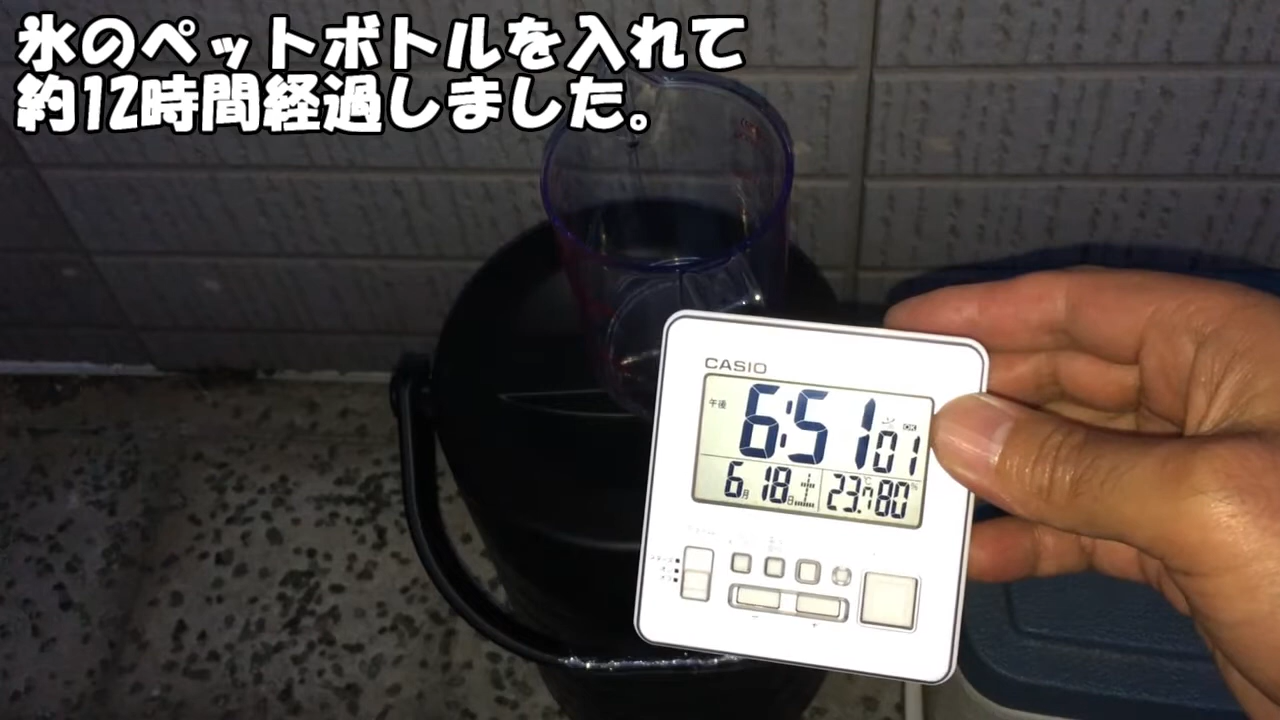 氷のペットボトルを入れて
約12時間経過しました。
CASIO
午後 6:51 01
6月18日 土 23.7℃ 80%